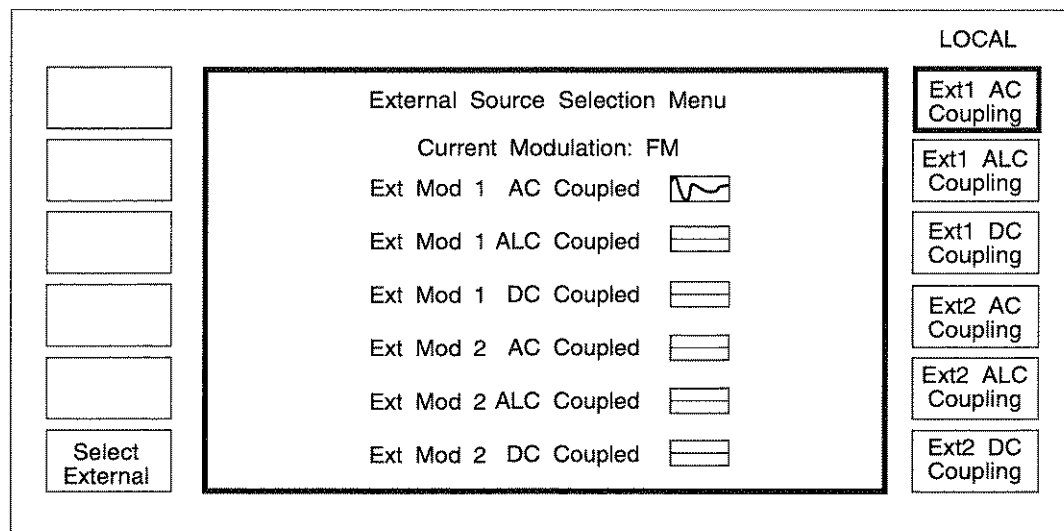 LOCAL
External Source Selection Menu
Current Modulation: FM
Ext Mod 1 AC Coupled
Ext Mod 1 ALC Coupled
Ext Mod 1 DC Coupled
Ext Mod 2 AC Coupled
Ext Mod 2 ALC Coupled
Ext Mod 2 DC Coupled
Select
External
Ext1 AC
Coupling
Ext1 ALC
Coupling
Ext1 DC
Coupling
Ext2 AC
Coupling
Ext2 ALC
Coupling
Ext2 DC
Coupling